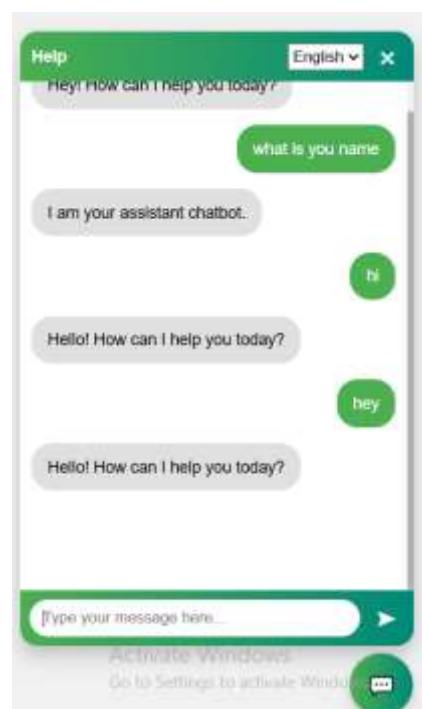 Help
English
Hey! How can I help you today?
what is you name
I am your assistant chatbot.
hi
Hello! How can I help you today?
hey
Hello! How can I help you today?
Type your message here...
Activate Windows
Go to Settings to activate Windo